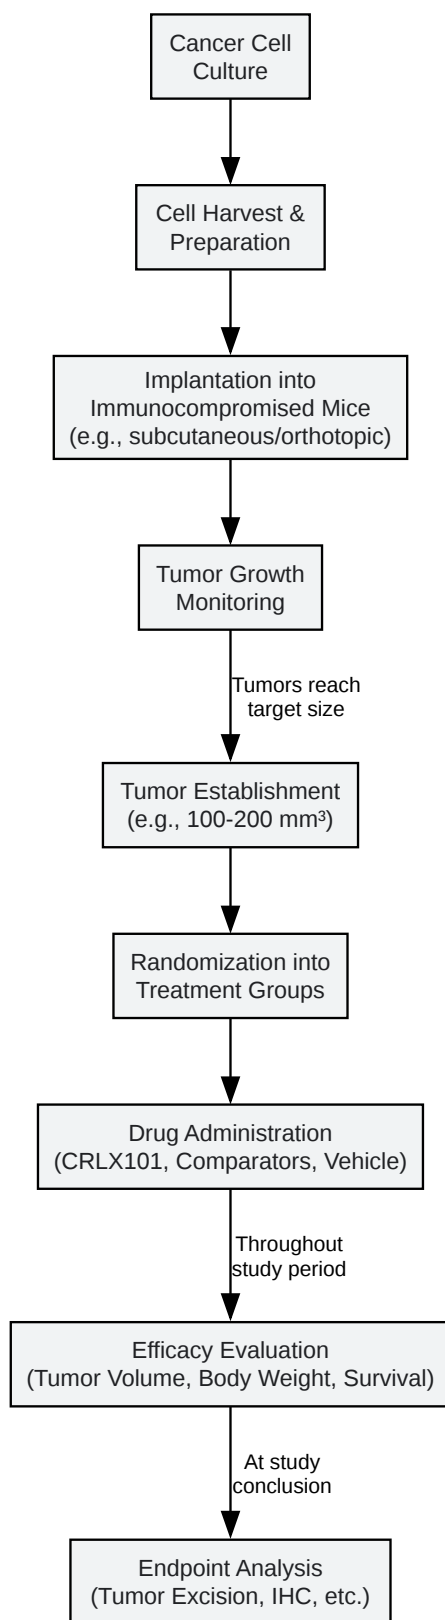 Cancer Cell
Culture
Cell Harvest &
Preparation
Implantation into
Immunocompromised Mice
(e.g., subcutaneous/orthotopic)
Tumor Growth
Monitoring
Tumors reach
target size
Tumor Establishment
(e.g., 100-200 mm³)
Randomization into
Treatment Groups
Drug Administration
(CRLX101, Comparators, Vehicle)
Throughout
study period
Efficacy Evaluation
(Tumor Volume, Body Weight, Survival)
At study
conclusion
Endpoint Analysis
(Tumor Excision, IHC, etc.)